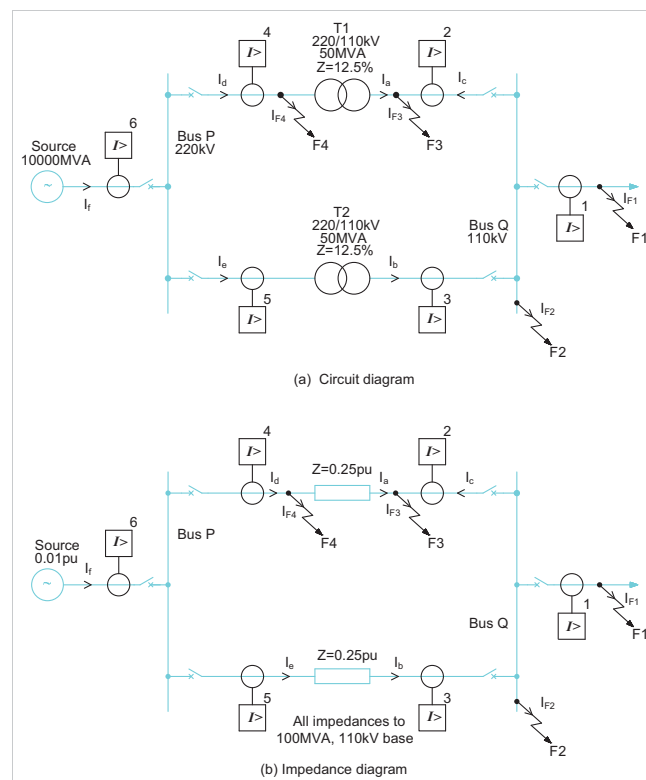 4
I>
T1
220/110kV
50MVA
Z=12.5%
2
I>
Id
Ia
Ic
IF4
F4
IF3
F3
6
I>
Bus P
220kV
Source
10000MVA
~
If
T2
220/110kV
50MVA
Z=12.5%
Bus Q
110kV
1
I>
IF1
F1
Ie
Ib
5
I>
3
I>
IF2
F2
(a) Circuit diagram
4
I>
2
I>
Z=0.25pu
Id
Ia
Ic
IF4
F4
IF3
F3
6
I>
Bus P
Source
0.01pu
~
If
Bus Q
1
I>
IF1
F1
Z=0.25pu
Ie
Ib
5
I>
3
I>
IF2
F2
All impedances to
100MVA, 110kV base
(b) Impedance diagram